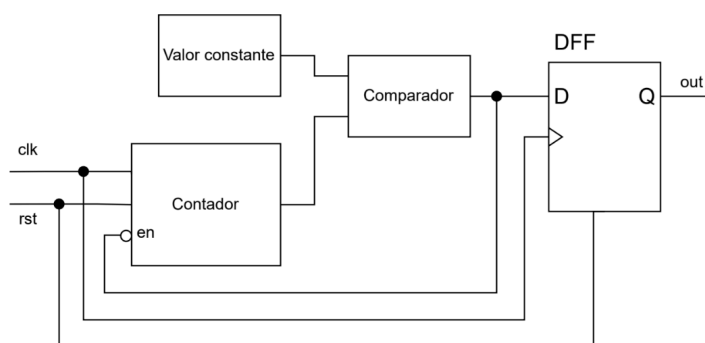 DFF
Valor constante
out
Comparador
D
Q
clk
Contador
rst
en